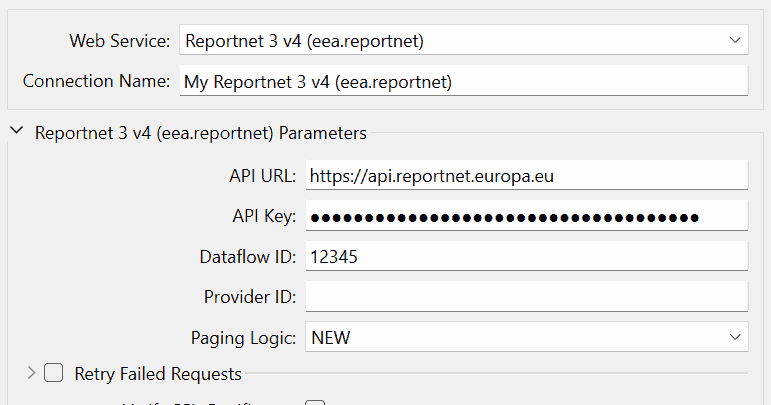 Web Service: Reportnet 3 v4 (eea.reportnet)
Connection Name: My Reportnet 3 v4 (eea.reportnet)
Reportnet 3 v4 (eea.reportnet) Parameters
API URL: https://api.reportnet.europa.eu
API Key: ●●●●●●●●●●●●●●●●●●●●●●●●●●●●●●●●●●●●
Dataflow ID: 12345
Provider ID:
Paging Logic: NEW
Retry Failed Requests